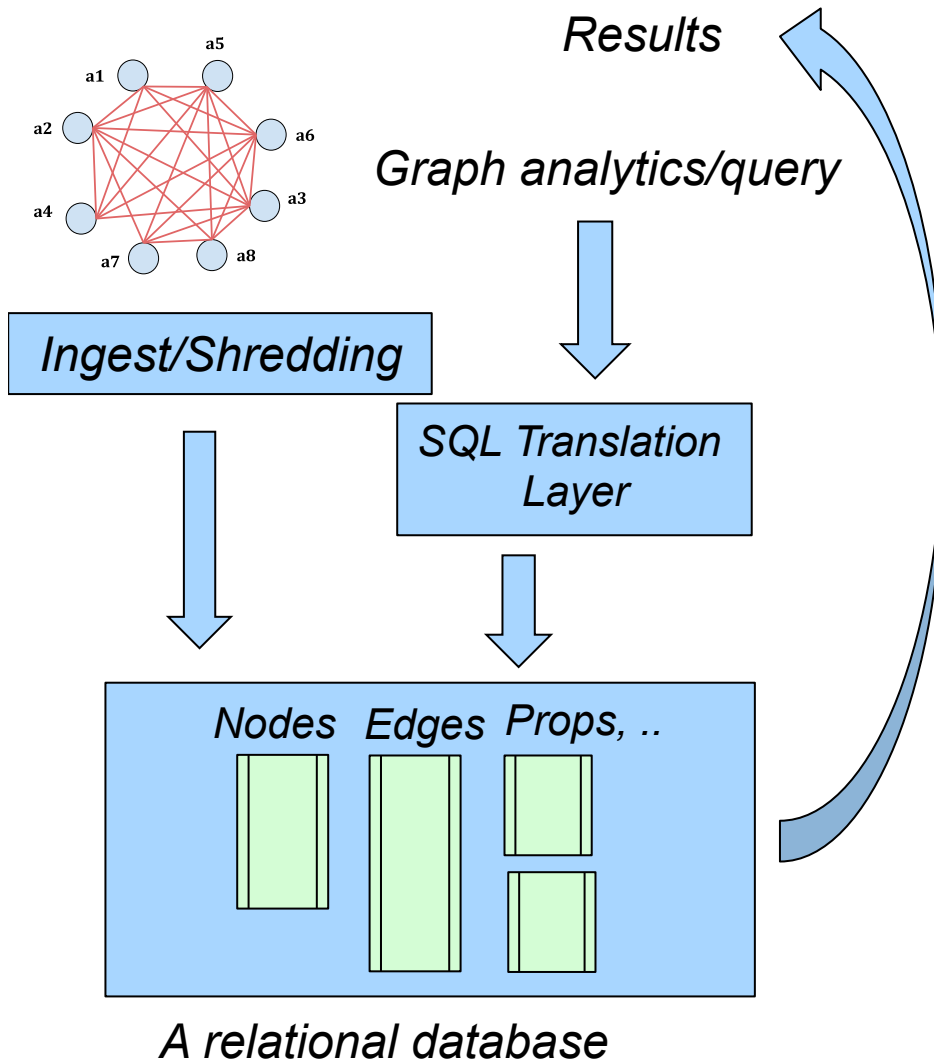 Results
a5
a1
a2
a6
a3
a4
a7
a8
Graph analytics/query
Ingest/Shredding
SQL Translation
Layer
Nodes
Edges
Props, ..
A relational database